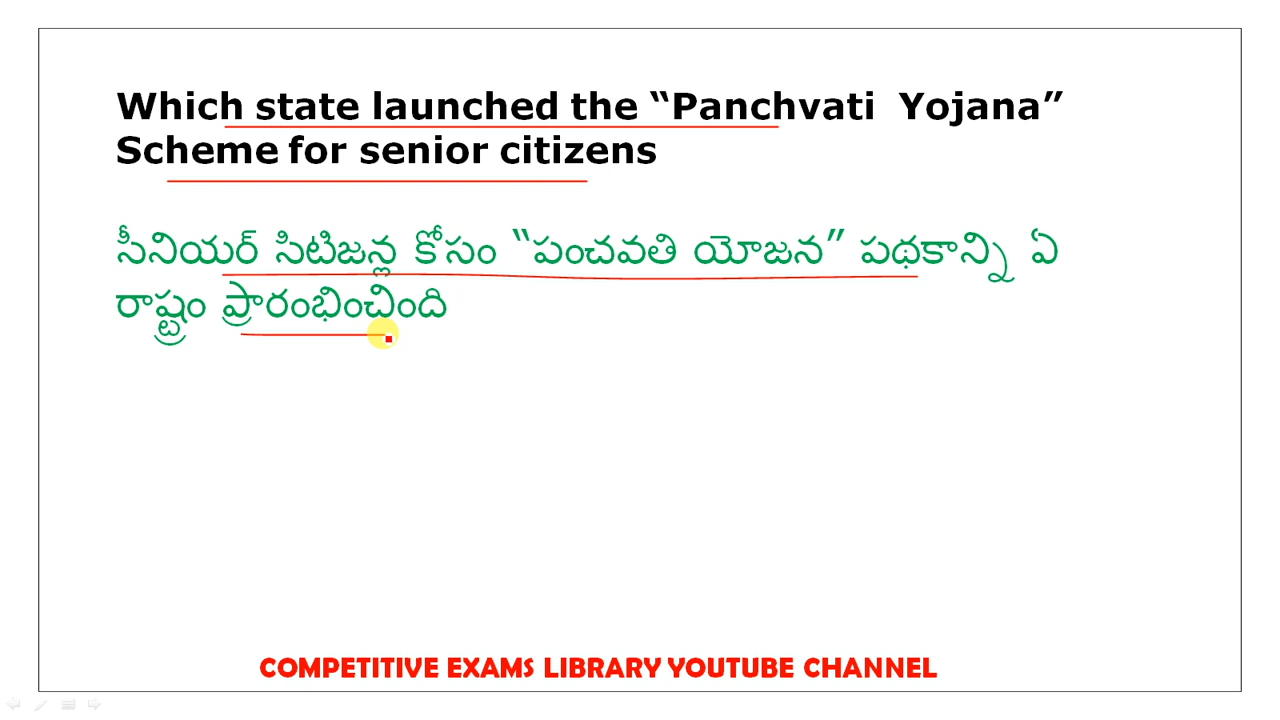 Which state launched the “Panchvati Yojana”
Scheme for senior citizens
సీనియర్ సిటిజన్ల కోసం “పంచవతి యోజన” పథకాన్ని ఏ
రాష్ట్రం ప్రారంభించింది
COMPETITIVE EXAMS LIBRARY YOUTUBE CHANNEL